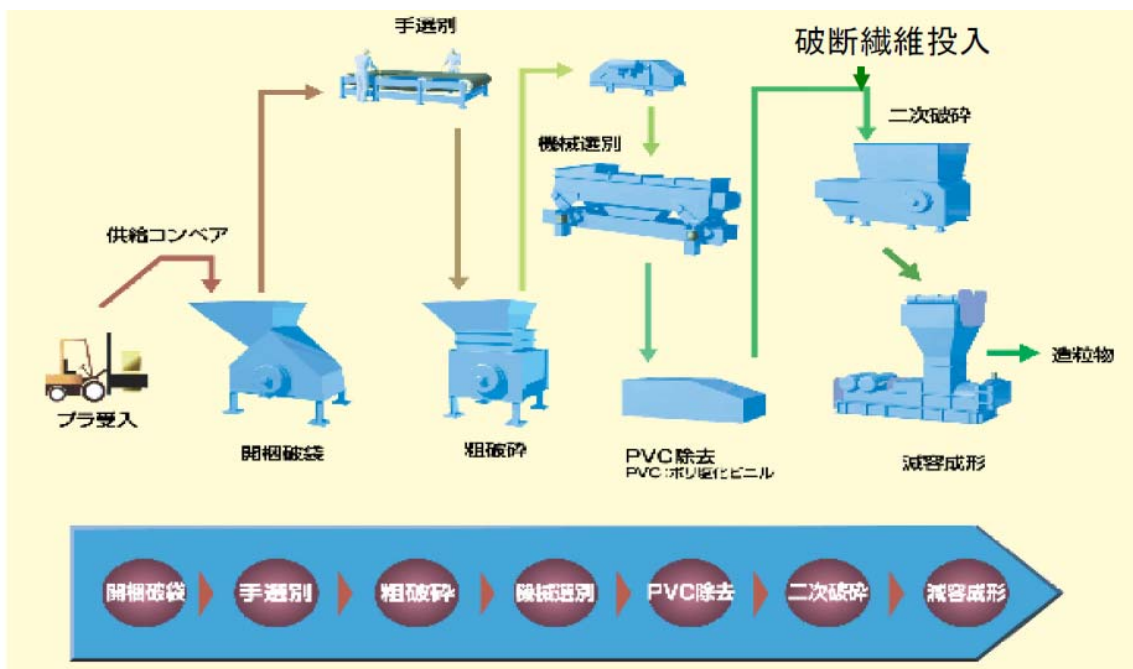 手選別
破断繊維投入
二次破砕
機械選別
供給コンベア
造粒物
プラ受入
開梱破袋
粗破砕
PVC除去
PVC:ポリ塩化ビニル
減容成形
開梱破袋
手選別
粗破砕
機械選別
PVC除去
二次破砕
減容成形